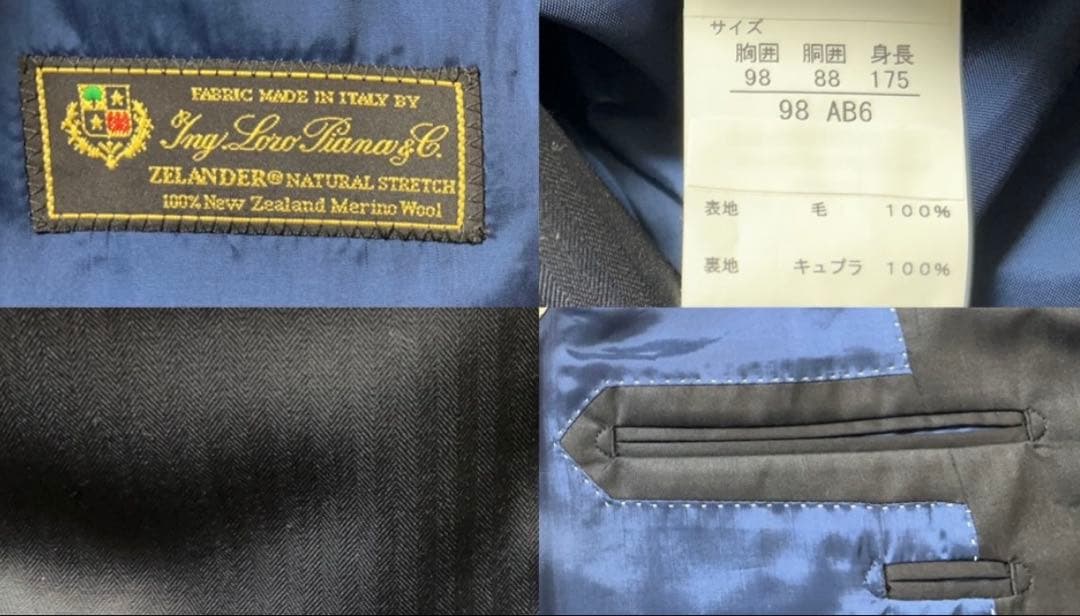 FABRIC MADE IN ITALY BY
Ing. Loro Piana & C.
ZELANDER® NATURAL STRETCH
100% New Zealand Merino Wool
サイズ
胸囲 胴囲 身長
98 88 175
98 AB6
表地 毛 100%
裏地 キュプラ 100%